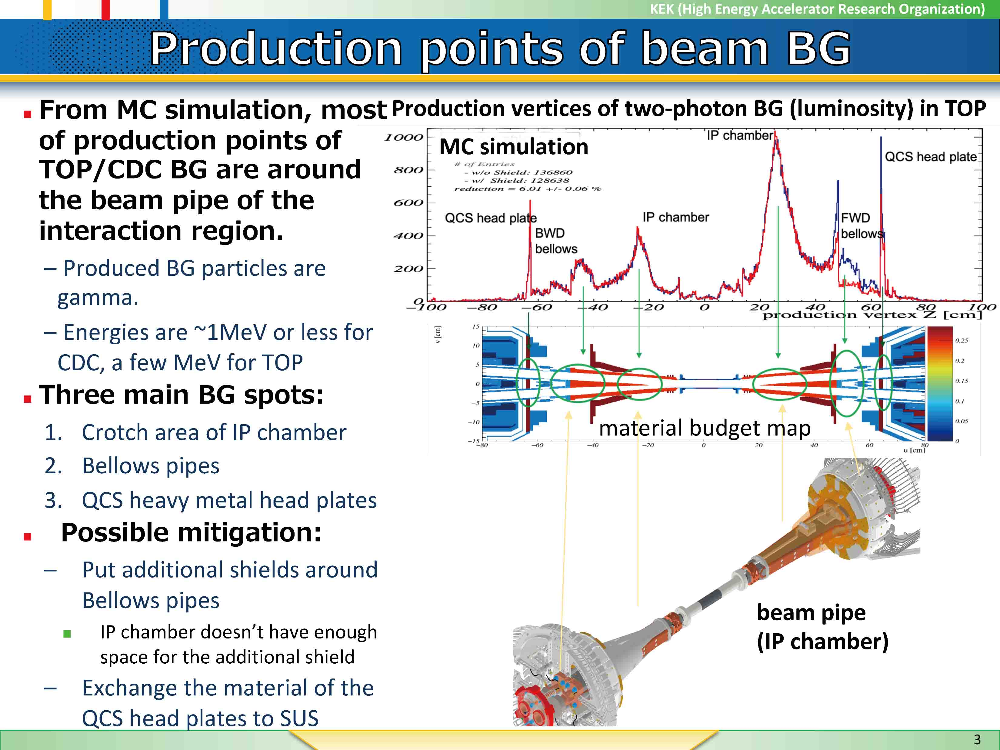 KEK (High Energy Accelerator Research Organization)
Production points of beam BG
From MC simulation, most
of production points of
TOP/CDC BG are around
the beam pipe of the
interaction region.
– Produced BG particles are
gamma.
– Energies are ~1MeV or less for
CDC, a few MeV for TOP
Three main BG spots:
1. Crotch area of IP chamber
2. Bellows pipes
3. QCS heavy metal head plates
Possible mitigation:
– Put additional shields around
Bellows pipes
IP chamber doesn’t have enough
space for the additional shield
– Exchange the material of the
QCS head plates to SUS
Production vertices of two-photon BG (luminosity) in TOP
MC simulation
# of Entries
- w/o Shield: 136860
- w/ Shield: 128638
reduction = 6.01 +/- 0.06 %
1000
800
600
400
200
0
QCS head plate
BWD
bellows
IP chamber
IP chamber
FWD
bellows
QCS head plate
−100 −80 −60 −40 −20 0 20 40 60 80 100
production vertex Z [cm]
v [cm]
15
10
5
0
−5
−10
−15
−80 −60 −40 −20 0 20 40 60 80
u [cm]
0.25
0.2
0.15
0.1
0.05
0
material budget map
beam pipe
(IP chamber)
3